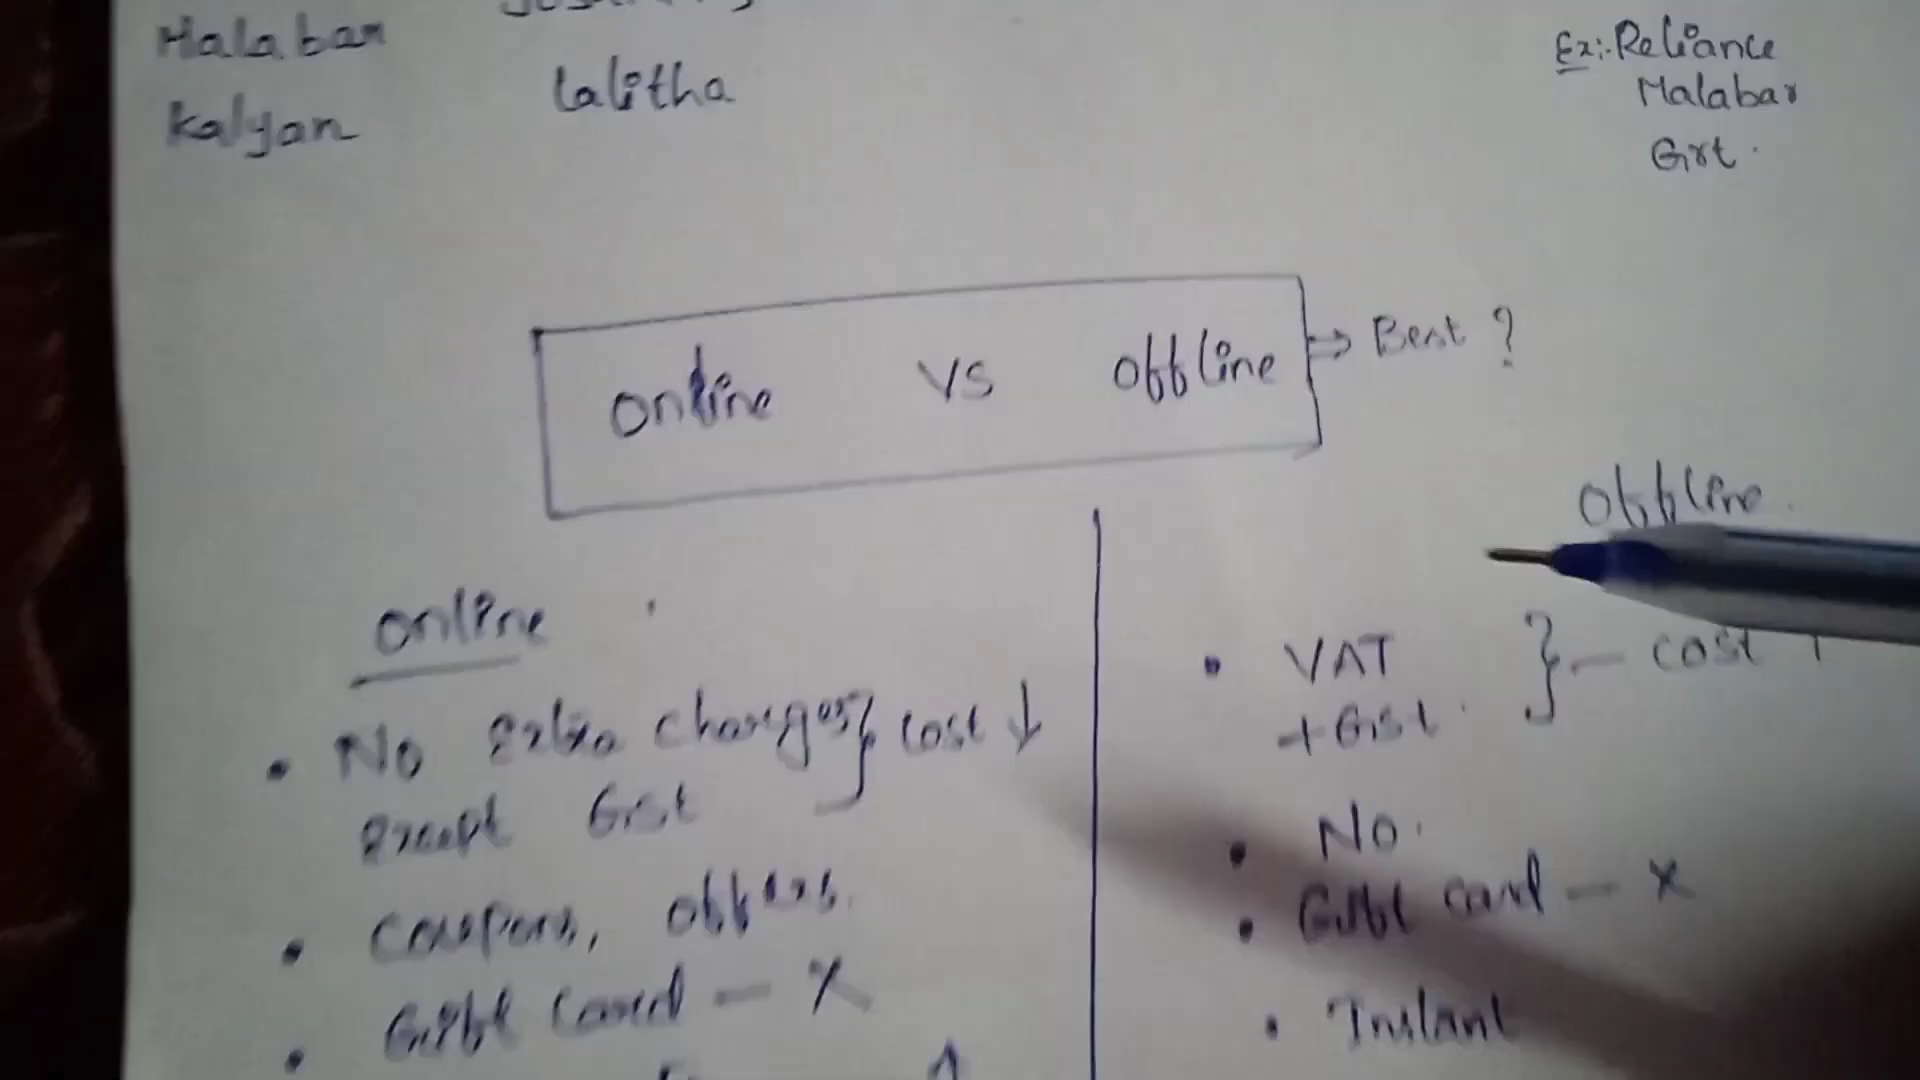 Malabar
Kalyan
Lalitha
Ex:- Reliance
Malabar
Grt.
online VS offline ⇒ Best ?
online
• No Extra charges } cost ↓
Except Gst
• coupons, offers.
Gift card - X
•
offline
• VAT } - cost
+ Gst
• No.
• Gift card - X
• Instant